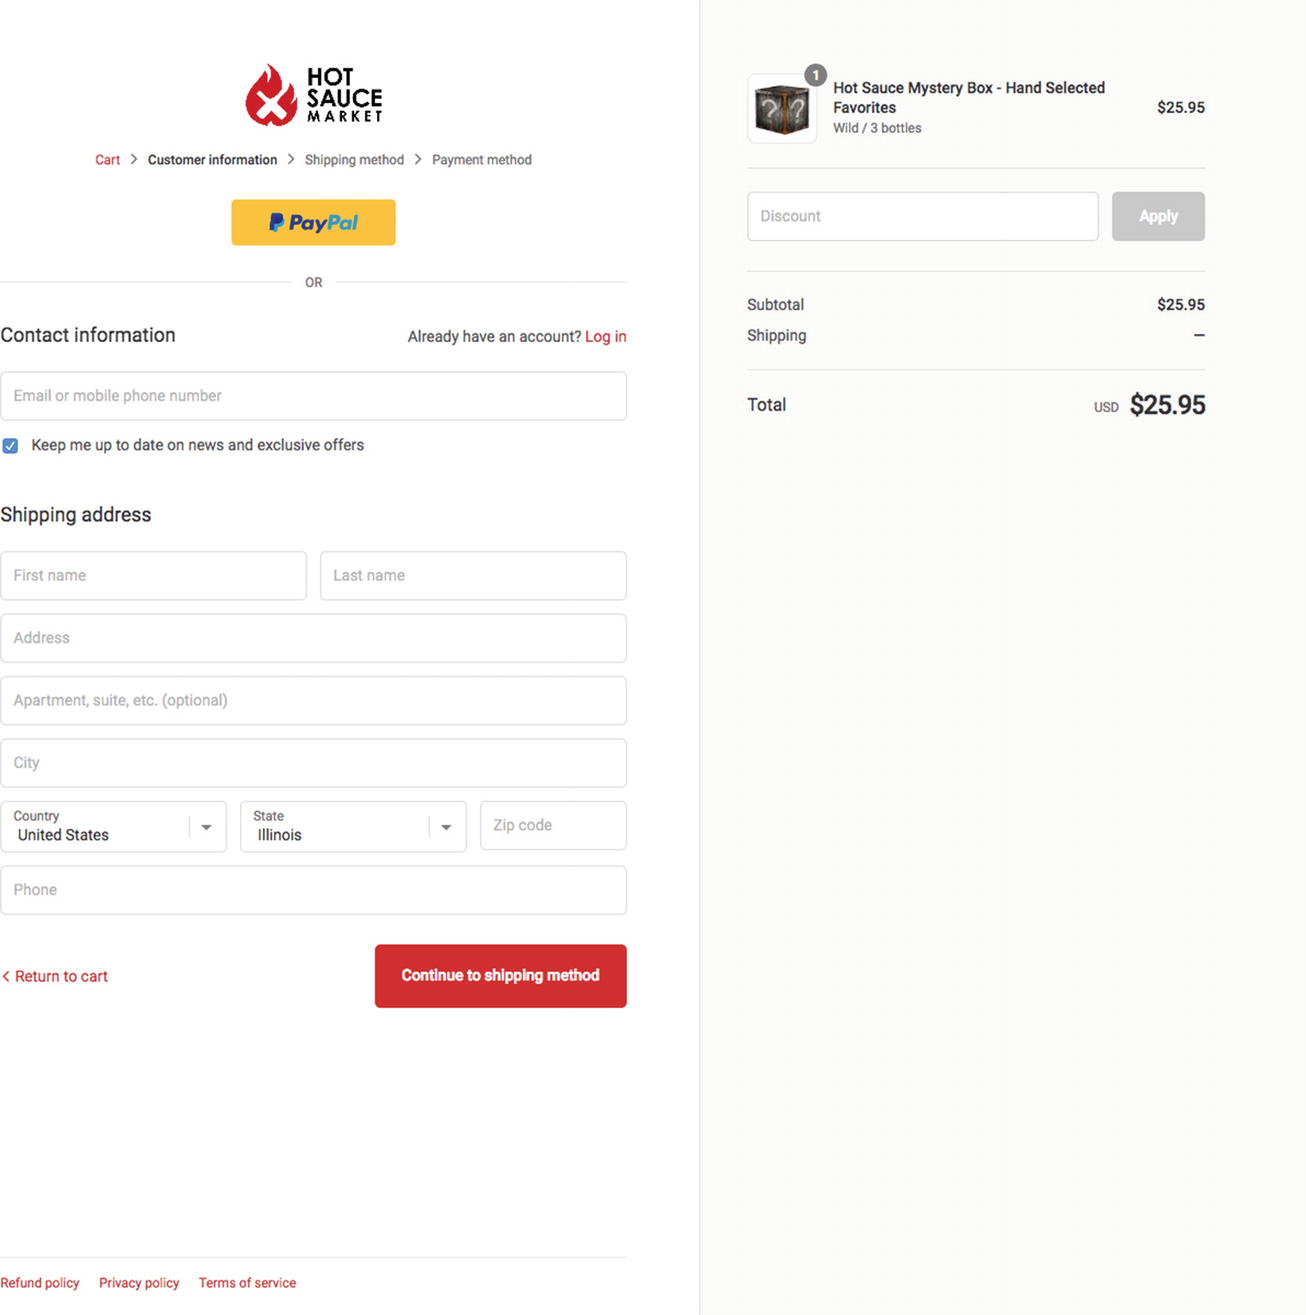 HOT
SAUCE
MARKET
Cart > Customer information > Shipping method > Payment method
PayPal
OR
Contact information
Already have an account? Log in
Email or mobile phone number
Keep me up to date on news and exclusive offers
Shipping address
First name
Last name
Address
Apartment, suite, etc. (optional)
City
Country
United States
State
Illinois
Zip code
Phone
< Return to cart
Continue to shipping method
Refund policy
Privacy policy
Terms of service
1
? ?
Hot Sauce Mystery Box - Hand Selected
Favorites
Wild / 3 bottles
$25.95
Discount
Apply
Subtotal $25.95
Shipping —
Total USD $25.95